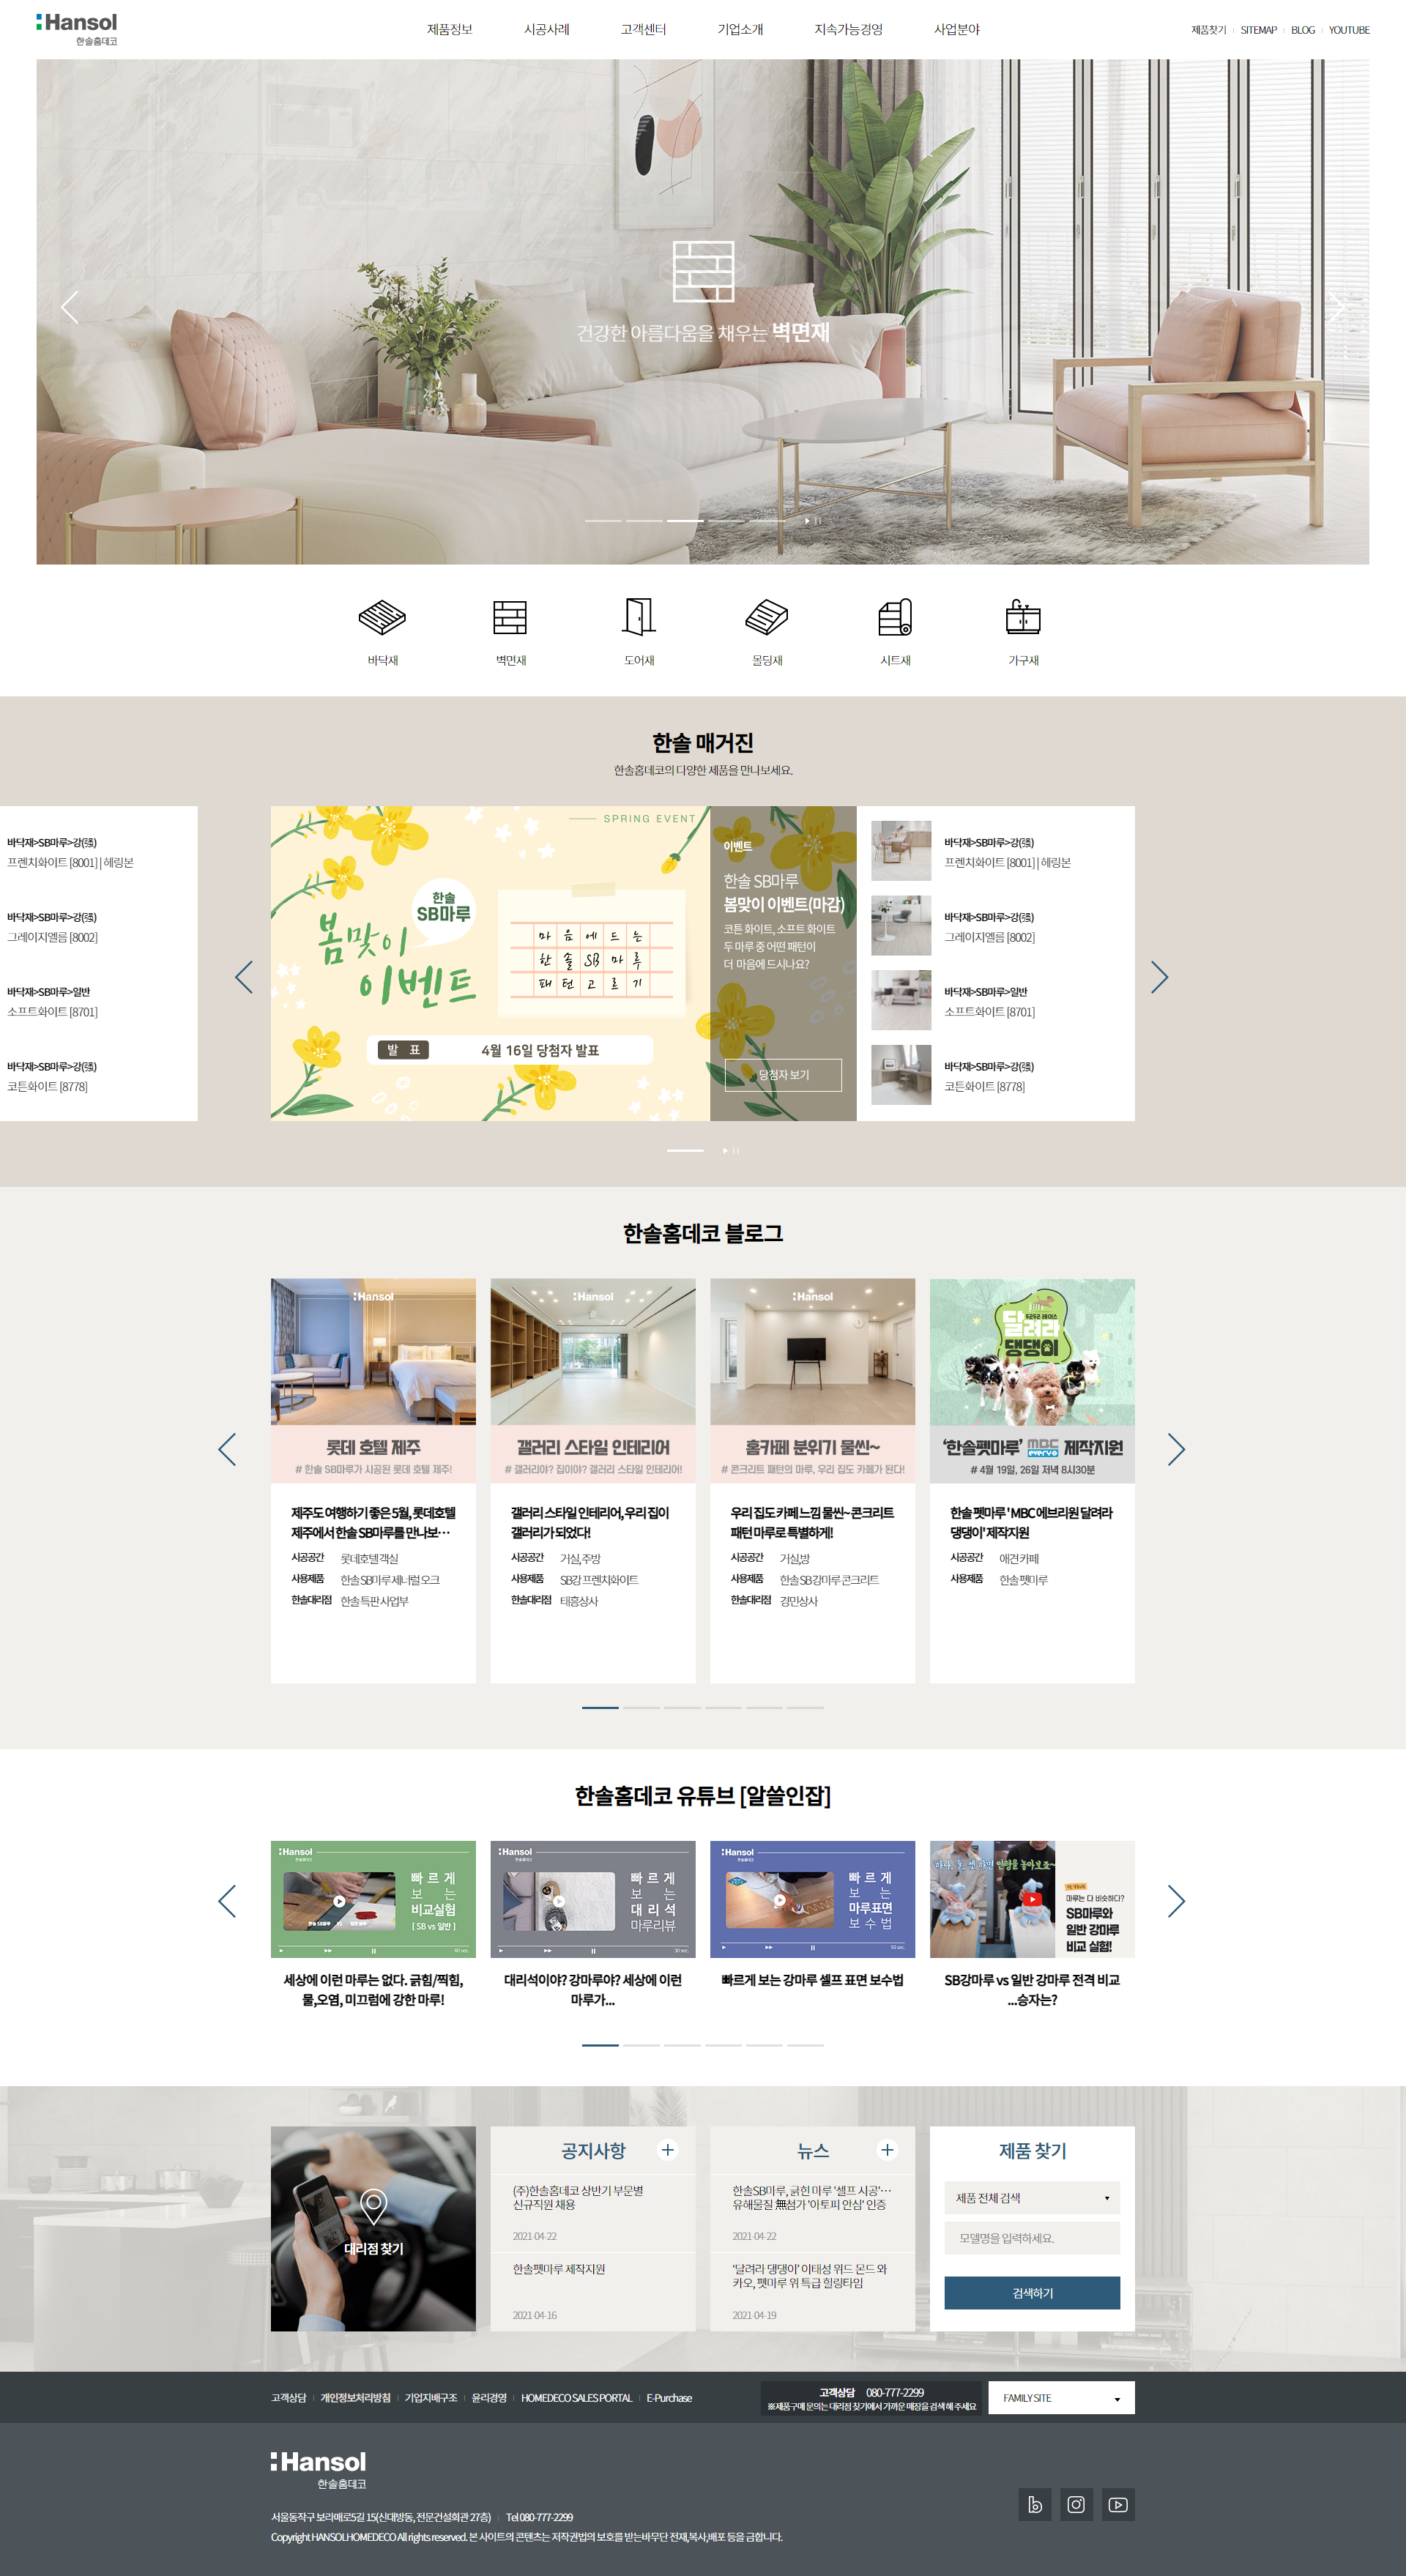 Hansol
한솔홈데코
제품정보
시공사례
고객센터
기업소개
지속가능경영
사업분야
제품찾기
SITEMAP
BLOG
YOUTUBE
건강한 아름다움을 채우는 벽면재
바닥재
벽면재
도어재
몰딩재
시트재
가구재
한솔 매거진
한솔홈데코의 다양한 제품을 만나보세요.
바닥재>SB마루>강(强)
프렌치화이트 [8001] | 헤링본
바닥재>SB마루>강(强)
그레이지엘름 [8002]
바닥재>SB마루>일반
소프트화이트 [8701]
바닥재>SB마루>강(强)
코튼화이트 [8778]
SPRING EVENT
한솔
SB마루
봄맞이
이벤트
마음에드는
한솔SB마루
패턴고르기
발 표
4월 16일 당첨자 발표
이벤트
한솔 SB마루
봄맞이 이벤트(마감)
코튼 화이트, 소프트 화이트
두 마루 중 어떤 패턴이
더 마음에 드시나요?
당첨자 보기
바닥재>SB마루>강(强)
프렌치화이트 [8001] | 헤링본
바닥재>SB마루>강(强)
그레이지엘름 [8002]
바닥재>SB마루>일반
소프트화이트 [8701]
바닥재>SB마루>강(强)
코튼화이트 [8778]
한솔홈데코 블로그
Hansol
롯데 호텔 제주
# 한솔 SB마루가 시공된 롯데 호텔 제주!
제주도 여행하기 좋은 5월, 롯데호텔
제주에서 한솔 SB마루를 만나보…
시공공간 롯데호텔 객실
사용제품 한솔 SB마루 제너럴 오크
한솔대리점 한솔 특판 사업부
Hansol
갤러리 스타일 인테리어
# 갤러리야? 집이야? 갤러리 스타일 인테리어!
갤러리 스타일 인테리어, 우리 집이
갤러리가 되었다!
시공공간 거실, 주방
사용제품 SB강 프렌치화이트
한솔대리점 태흥상사
Hansol
홈카페 분위기 물씬~
# 콘크리트 패턴의 마루, 우리 집도 카페가 된다!
우리 집도 카페 느낌 물씬~ 콘크리트
패턴 마루로 특별하게!
시공공간 거실,방
사용제품 한솔SB강마루콘크리트
한솔대리점 경민상사
달려라
댕댕이
‘한솔펫마루’ MBC every1 제작지원
# 4월 19일, 26일 저녁 8시30분
한솔 펫마루 ' MBC 에브리원 달려라
댕댕이' 제작지원
시공공간 애견카페
사용제품 한솔 펫마루
한솔홈데코 유튜브 [알쓸인잡]
Hansol
한솔홈데코
빠르게
보는
비교실험
[ SB vs 일반 ]
60 sec.
세상에 이런 마루는 없다. 긁힘/찍힘,
물,오염, 미끄럼에 강한 마루!
Hansol
한솔홈데코
빠르게
보는
대리석
마루리뷰
30 sec.
대리석이야? 강마루야? 세상에 이런
마루가...
Hansol
한솔홈데코
빠르게
보는
마루표면
보수법
50 sec.
빠르게 보는 강마루 셀프 표면 보수법
하나, 둘, 셋 하면 인형을 놓아보죠~
마루는 다 비슷하다?
SB마루와
일반 강마루
비교 실험!
SB강마루 vs 일반 강마루 전격 비교
...승자는?
대리점 찾기
공지사항
(주)한솔홈데코 상반기 부문별
신규직원 채용
2021-04-22
한솔펫마루 제작지원
2021-04-16
뉴스
한솔SB마루, 긁힌 마루 '셀프 시공'…
유해물질 無첨가 '아토피 안심' 인증
2021-04-22
‘달려라 댕댕이’ 이태성 위드 몬드 와
카오, 펫마루 위 특급 힐링타임
2021-04-19
제품 찾기
제품 전체 검색
모델명을 입력하세요.
검색하기
고객상담
개인정보처리방침
기업지배구조
윤리경영
HOMEDECO SALES PORTAL
E-Purchase
고객상담 080-777-2299
※제품구매 문의는 대리점 찾기에서 가까운 매장을 검색 해 주세요
FAMILY SITE
Hansol
한솔홈데코
서울동작구 보라매로5길 15(신대방동, 전문건설회관 27층) Tel 080-777-2299
Copyright HANSOLHOMEDECO All rights reserved. 본 사이트의 콘텐츠는 저작권법의 보호를 받는바무단 전재,복사,배포 등을 금합니다.